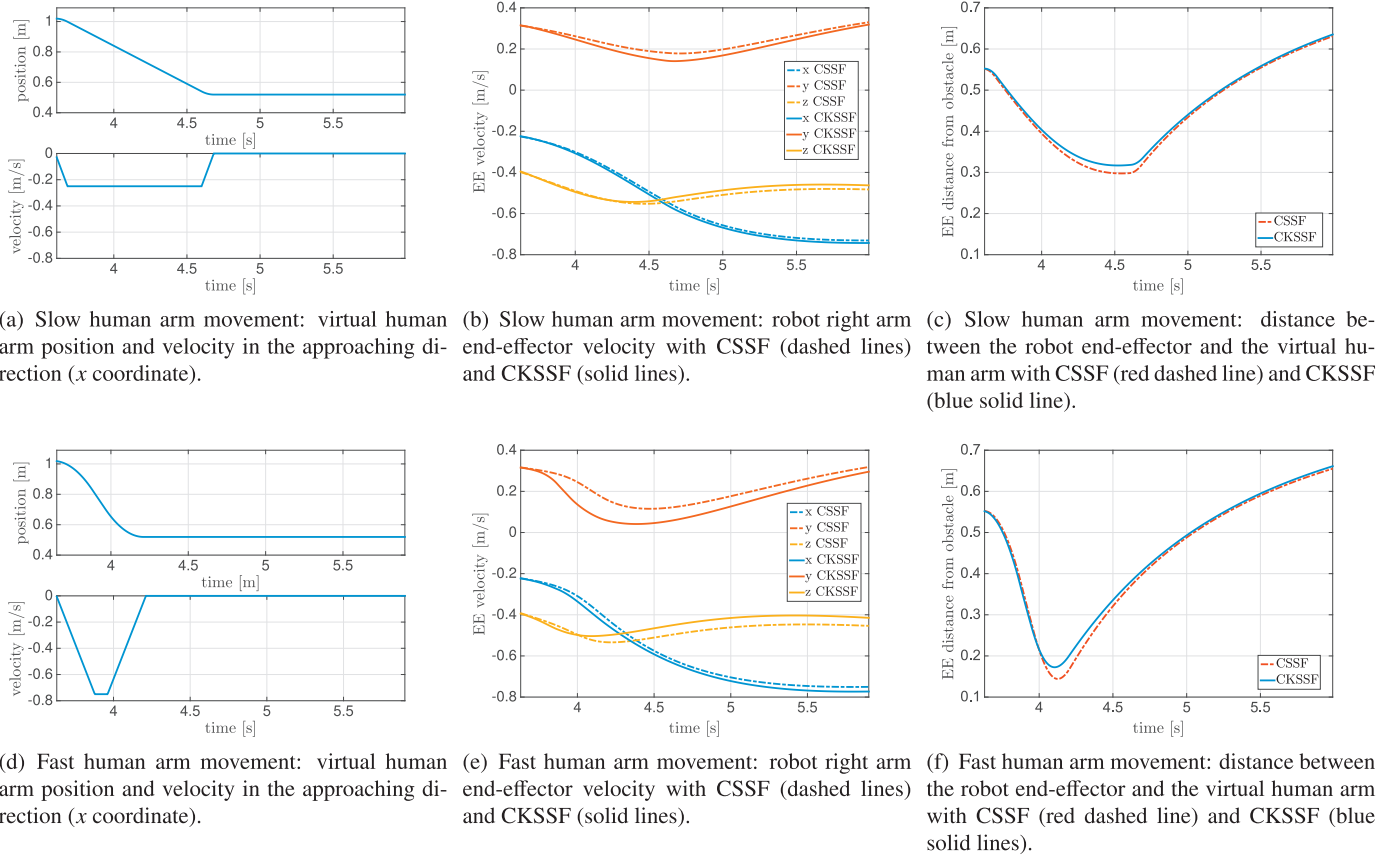 1
0.8
0.6
0.4
position [m]
4
4.5
5
5.5
time [s]
0
-0.2
-0.4
-0.6
-0.8
velocity [m/s]
4
4.5
5
5.5
time [s]
(a) Slow human arm movement: virtual human
arm position and velocity in the approaching di-
rection (x coordinate).
0.4
0.2
0
-0.2
-0.4
-0.6
-0.8
EE velocity [m/s]
x CSSF
y CSSF
z CSSF
x CKSSF
y CKSSF
z CKSSF
4
4.5
5
5.5
time [s]
(b) Slow human arm movement: robot right arm
end-effector velocity with CSSF (dashed lines)
and CKSSF (solid lines).
0.7
0.6
0.5
0.4
0.3
0.2
0.1
EE distance from obstacle [m]
CSSF
CKSSF
4
4.5
5
5.5
time [s]
(c) Slow human arm movement: distance be-
tween the robot end-effector and the virtual hu-
man arm with CSSF (red dashed line) and CKSSF
(blue solid line).
1
0.8
0.6
0.4
position [m]
4
4.5
5
5.5
time [m]
0
-0.2
-0.4
-0.6
-0.8
velocity [m/s]
4
4.5
5
5.5
time [s]
(d) Fast human arm movement: virtual human
arm position and velocity in the approaching di-
rection (x coordinate).
0.4
0.2
0
-0.2
-0.4
-0.6
-0.8
EE velocity [m/s]
x CSSF
y CSSF
z CSSF
x CKSSF
y CKSSF
z CKSSF
4
4.5
5
5.5
time [s]
(e) Fast human arm movement: robot right arm
end-effector velocity with CSSF (dashed lines)
and CKSSF (solid lines).
0.7
0.6
0.5
0.4
0.3
0.2
0.1
EE distance from obstacle [m]
CSSF
CKSSF
4
4.5
5
5.5
time [s]
(f) Fast human arm movement: distance between
the robot end-effector and the virtual human arm
with CSSF (red dashed line) and CKSSF (blue
solid lines).